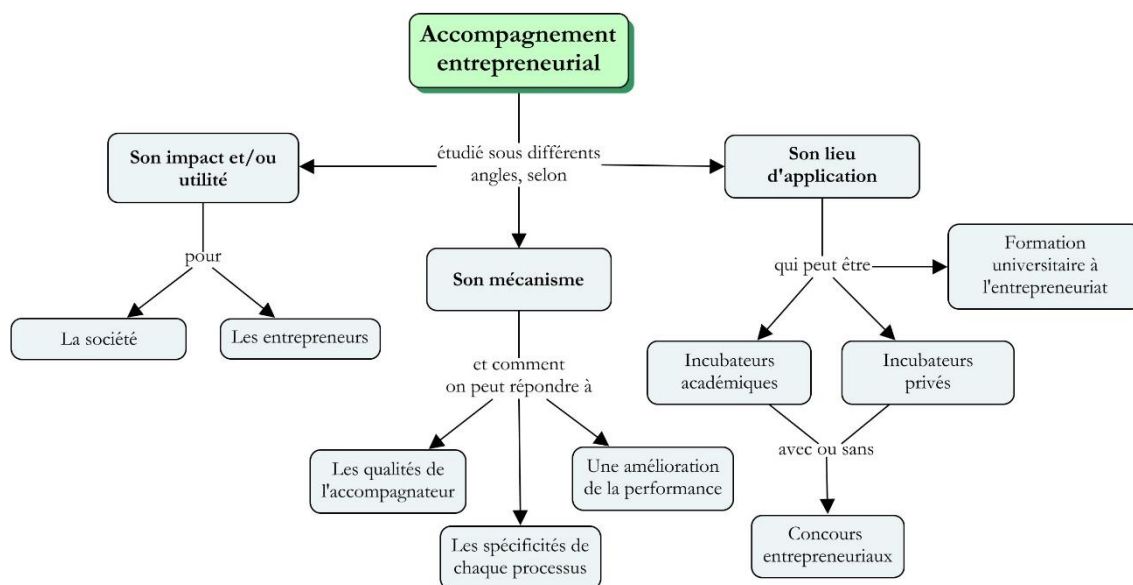 Accompagnement
entrepreneurial
étudié sous différents
angles, selon
Son impact et/ou
utilité
pour
La société
Les entrepreneurs
Son mécanisme
et comment
on peut répondre à
Les qualités de
l'accompagnateur
Les spécificités de
chaque processus
Une amélioration
de la performance
Son lieu
d'application
qui peut être
Formation
universitaire à
l'entrepreneuriat
Incubateurs
académiques
Incubateurs
privés
avec ou sans
Concours
entrepreneuriaux